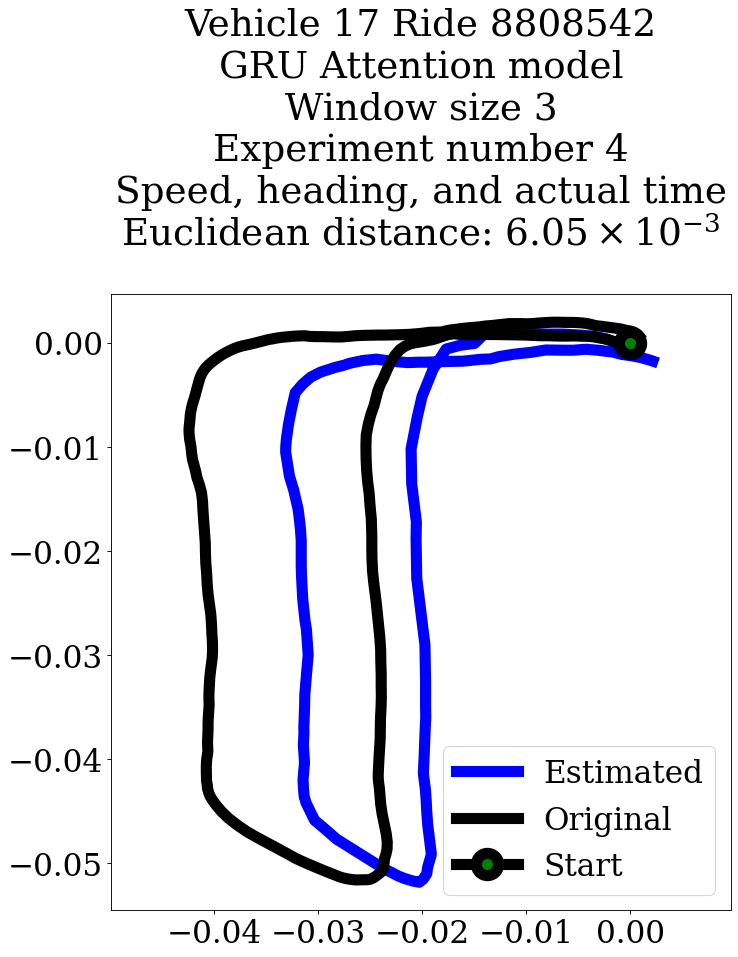 Vehicle 17 Ride 8808542
GRU Attention model
Window size 3
Experiment number 4
Speed, heading, and actual time
Euclidean distance: 6.05 × 10⁻³
0.00
−0.01
−0.02
−0.03
−0.04
−0.05
Estimated
Original
Start
−0.04 −0.03 −0.02 −0.01 0.00